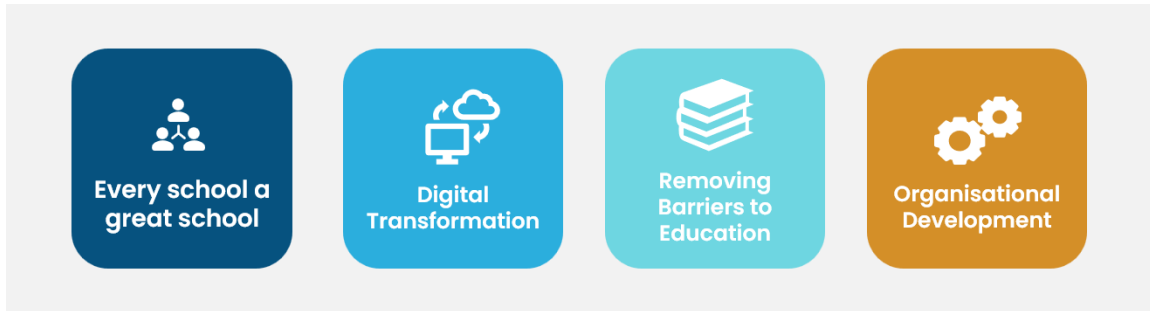 Every school a
great school
Digital
Transformation
Removing
Barriers to
Education
Organisational
Development